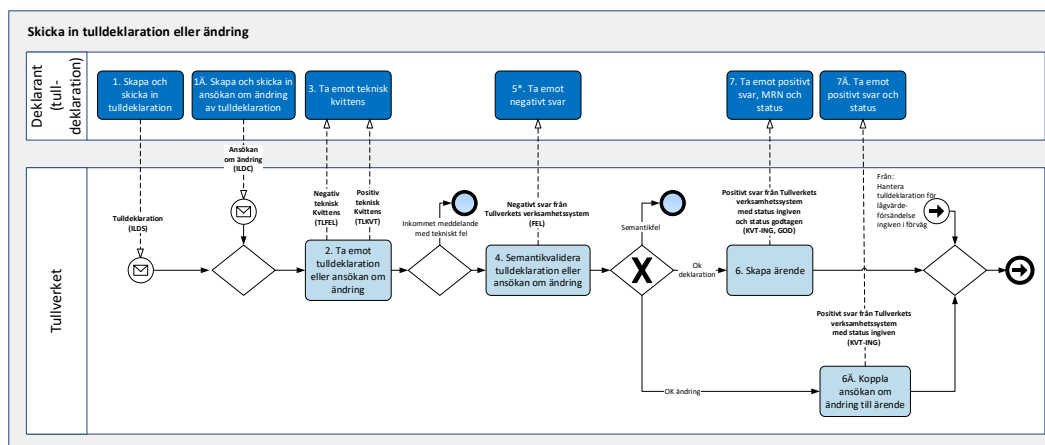 Skicka in tulldeklaration eller ändring
Deklarant
(tull-
deklaration)
1. Skapa och
skicka in
tulldeklaration
1Ä. Skapa och skicka in
ansökan om ändring
av tulldeklaration
3. Ta emot teknisk
kvittens
5*. Ta emot
negativt svar
7. Ta emot positivt
svar, MRN och
status
7Ä. Ta emot
positivt svar och
status
Tullverket
Tulldeklaration
(ILDS)
Ansökan
om ändring
(ILDC)
Negativ
teknisk
Kvittens
(TLFEL)
Positiv
teknisk
Kvittens
(TLKVT)
2. Ta emot
tulldeklaration
eller ansökan om
ändring
Inkommet meddelande
med tekniskt fel
Negativt svar från
Tullverkets verksamhetssystem
(FEL)
4. Semantikvalidera
tulldeklaration eller
ansökan om ändring
Semantikfel
X
Ok
deklaration
OK ändring
Positivt svar från Tullverkets
verksamhetssystem
med status ingiven
och status godtagen
(KVT-ING, GOD)
6. Skapa ärende
Positivt svar från Tullverkets
verksamhetssystem
med status ingiven
(KVT-ING)
6Ä. Koppla
ansökan om
ändring till ärende
Från:
Hantera
tulldeklaration för
lågvärde-
försändelse
ingiven i förväg